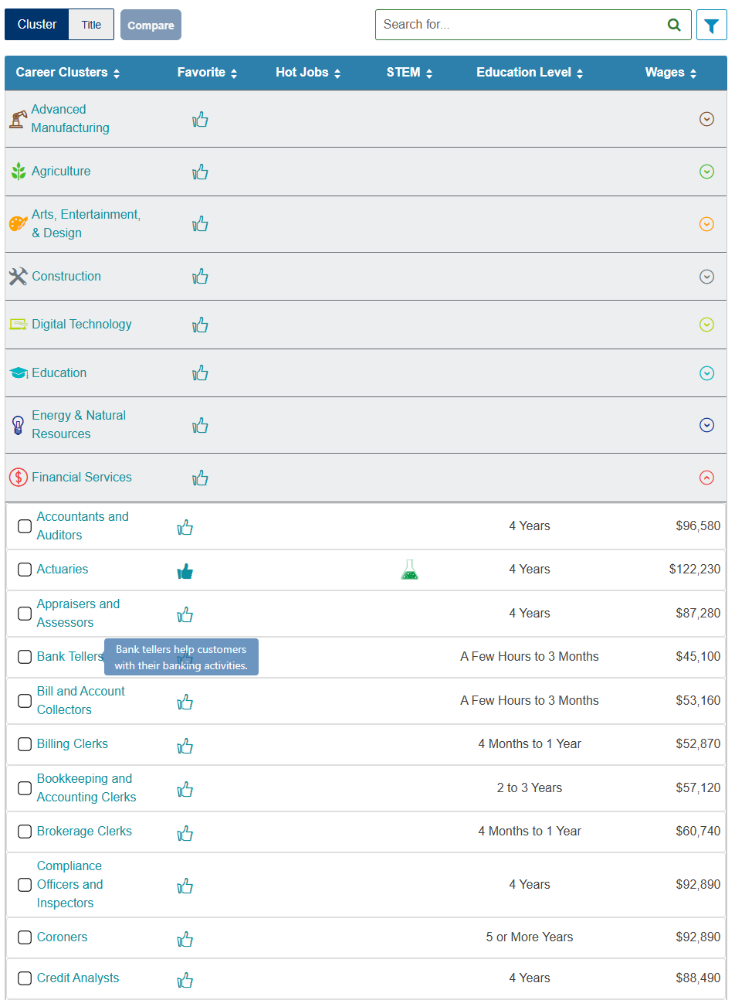 Cluster Title Compare Search for...
Career Clusters Favorite Hot Jobs STEM Education Level Wages
Advanced
Manufacturing
Agriculture
Arts, Entertainment,
& Design
Construction
Digital Technology
Education
Energy & Natural
Resources
$ Financial Services
Accountants and
Auditors
4 Years $96,580
Actuaries 4 Years $122,230
Appraisers and
Assessors
4 Years $87,280
Bank Tellers A Few Hours to 3 Months $45,100
Bank tellers help customers
with their banking activities.
Bill and Account
Collectors
A Few Hours to 3 Months $53,160
Billing Clerks 4 Months to 1 Year $52,870
Bookkeeping and
Accounting Clerks
2 to 3 Years $57,120
Brokerage Clerks 4 Months to 1 Year $60,740
Compliance
Officers and
Inspectors
4 Years $92,890
Coroners 5 or More Years $92,890
Credit Analysts 4 Years $88,490